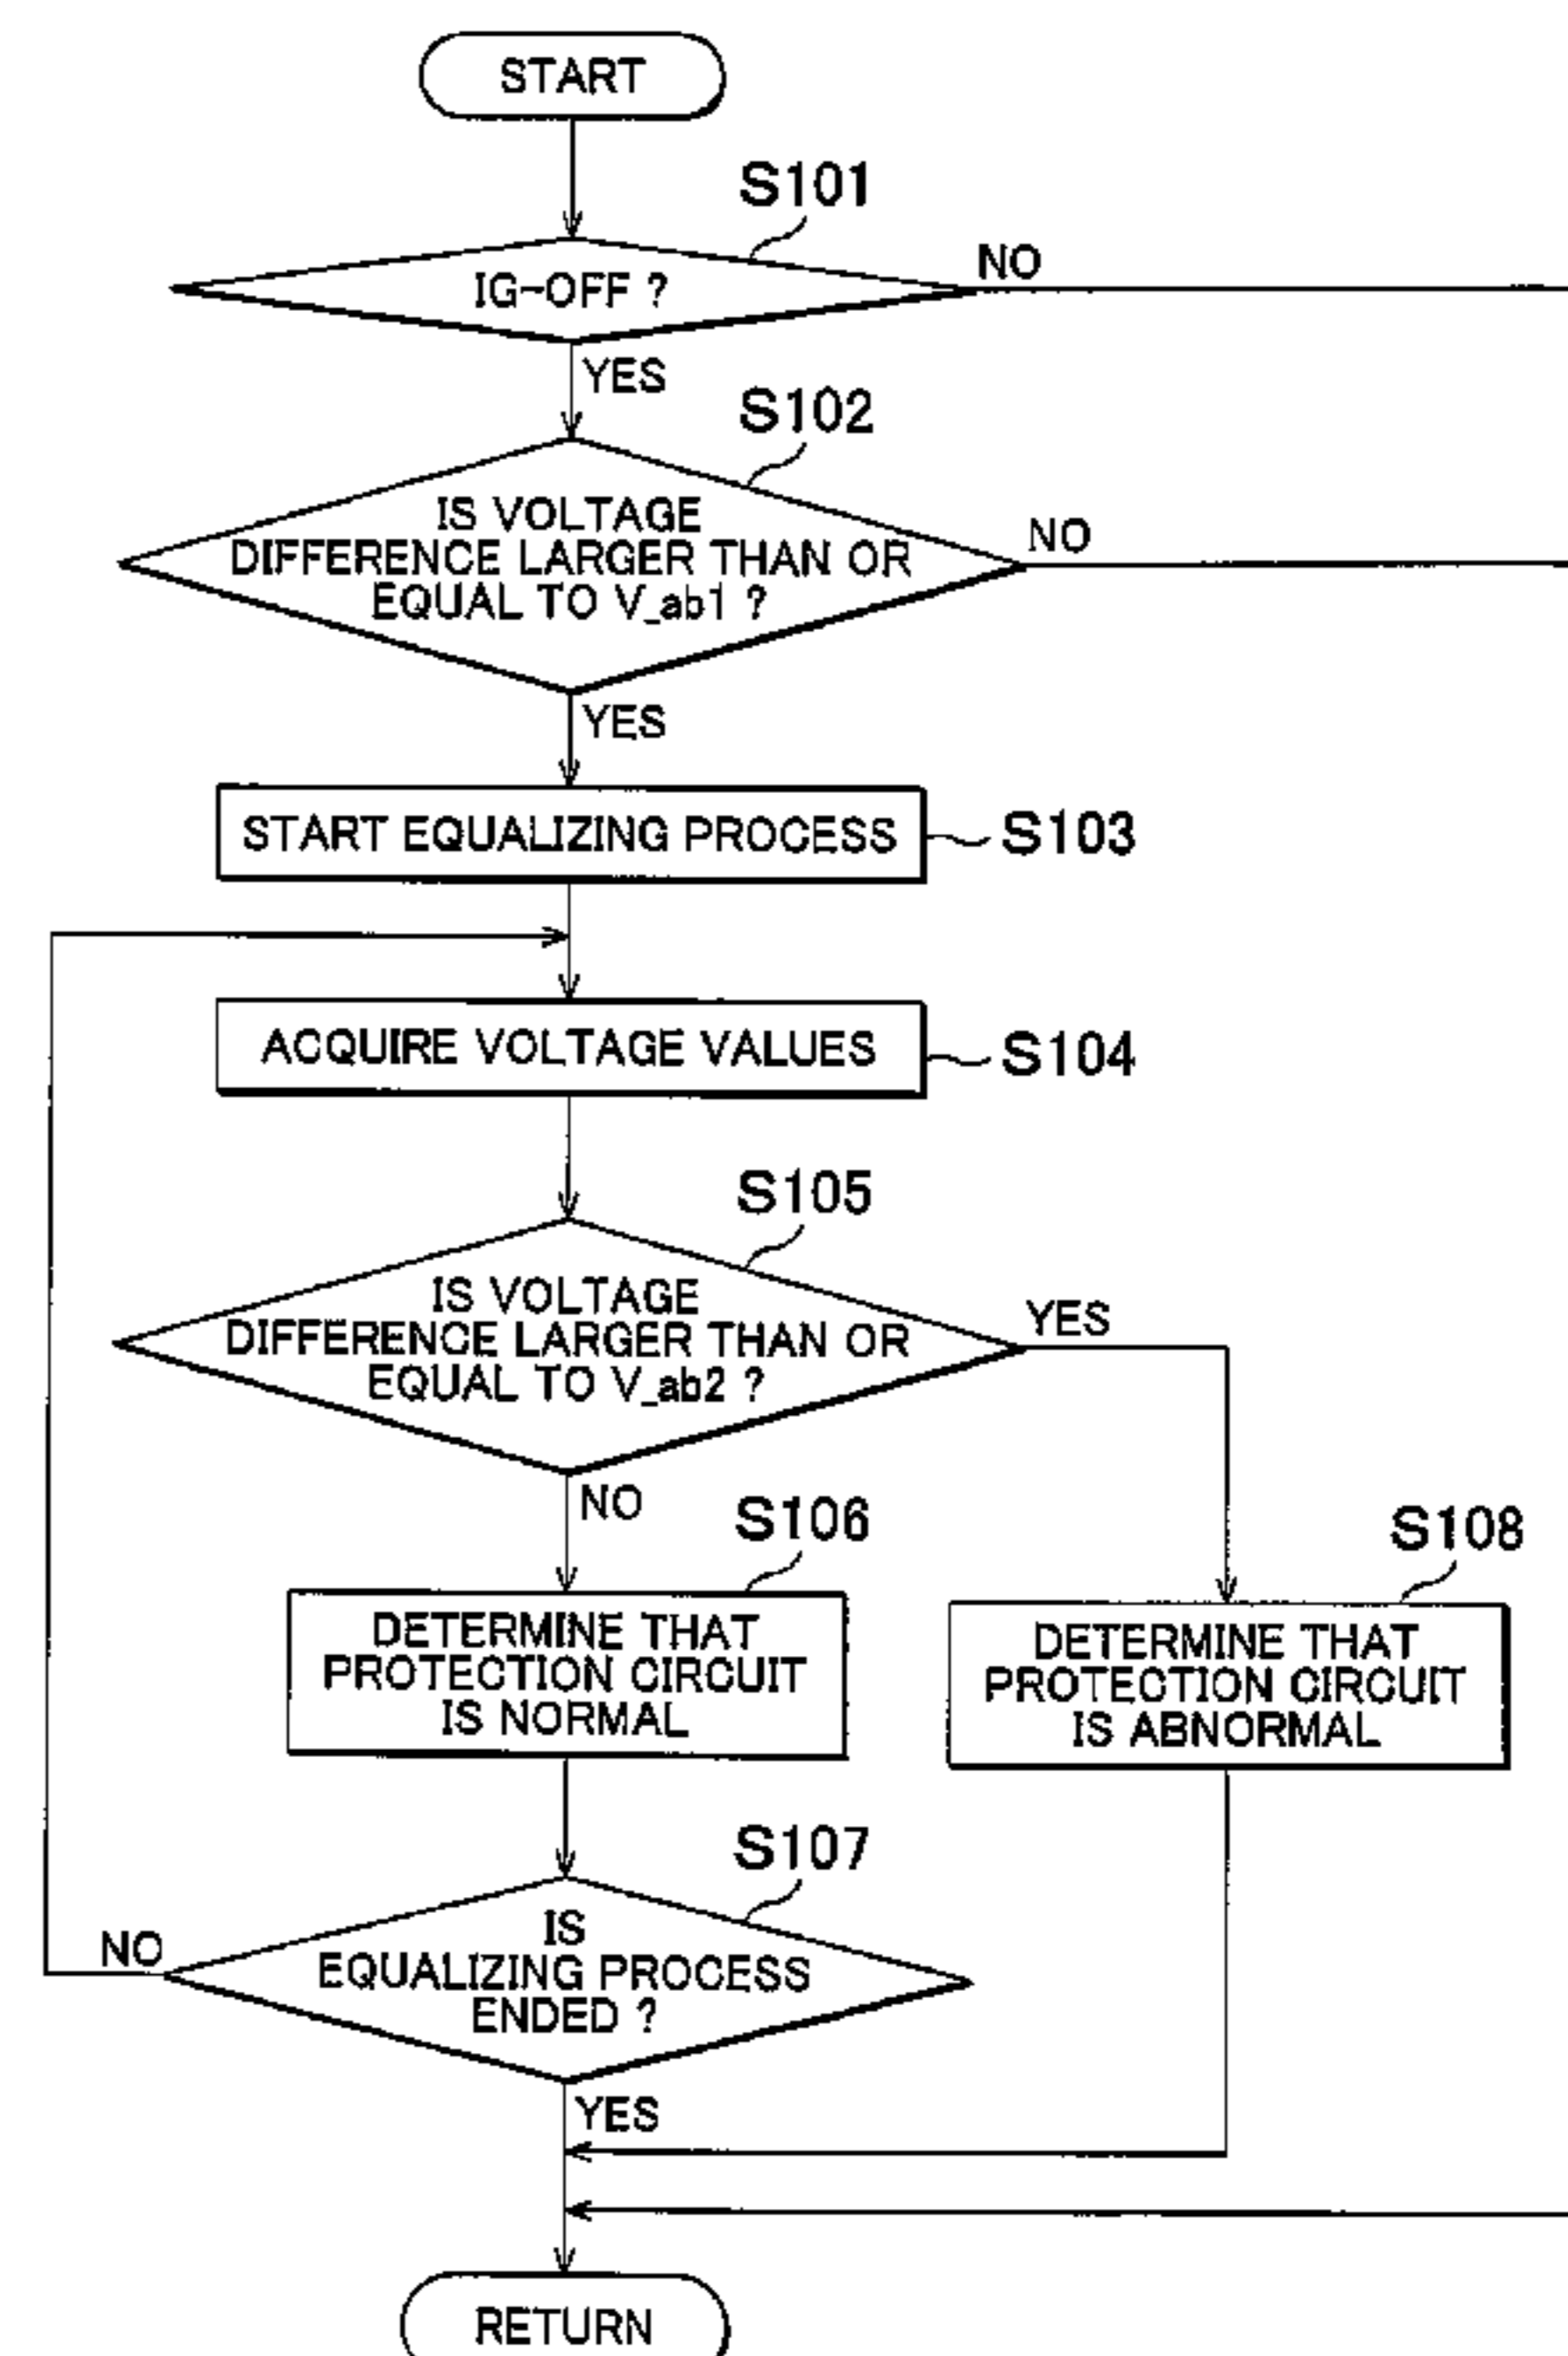 START
S101
IG-OFF ?
NO
YES
S102
IS VOLTAGE
DIFFERENCE LARGER THAN OR
EQUAL TO V_ab1 ?
NO
YES
START EQUALIZING PROCESS
S103
ACQUIRE VOLTAGE VALUES
S104
S105
IS VOLTAGE
DIFFERENCE LARGER THAN OR
EQUAL TO V_ab2 ?
YES
NO
S106
DETERMINE THAT
PROTECTION CIRCUIT
IS NORMAL
S108
DETERMINE THAT
PROTECTION CIRCUIT
IS ABNORMAL
S107
IS
EQUALIZING PROCESS
ENDED ?
NO
YES
RETURN